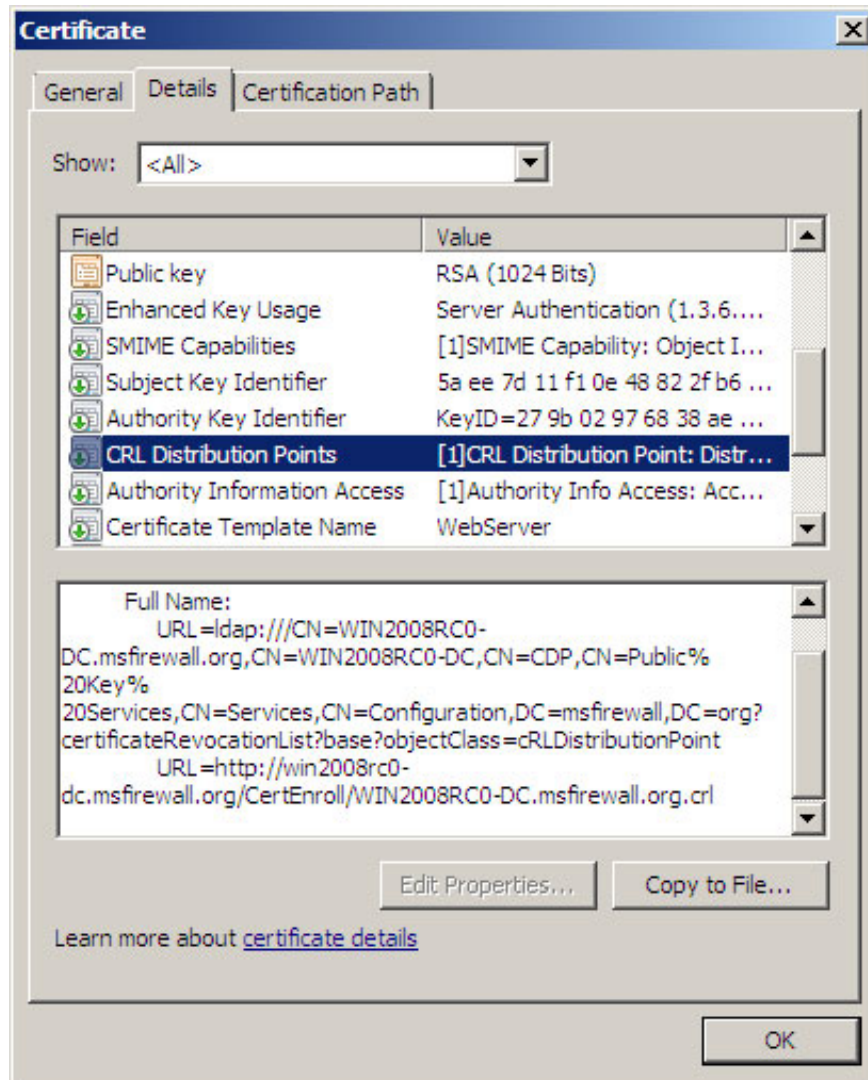 Certificate
General Details Certification Path
Show: <All>
Field Value
Public key RSA (1024 Bits)
Enhanced Key Usage Server Authentication (1.3.6....
SMIME Capabilities [1]SMIME Capability: Object I...
Subject Key Identifier 5a ee 7d 11 f1 0e 48 82 2f b6 ...
Authority Key Identifier KeyID=27 9b 02 97 68 38 ae ...
CRL Distribution Points [1]CRL Distribution Point: Distr...
Authority Information Access [1]Authority Info Access: Acc...
Certificate Template Name WebServer
Full Name:
URL=ldap:///CN=WIN2008RC0-
DC.msfirewall.org,CN=WIN2008RC0-DC,CN=CDP,CN=Public%
20Key%
20Services,CN=Services,CN=Configuration,DC=msfirewall,DC=org?
certificateRevocationList?base?objectClass=cRLDistributionPoint
URL=http://win2008rc0-
dc.msfirewall.org/CertEnroll/WIN2008RC0-DC.msfirewall.org.crl
Edit Properties... Copy to File...
Learn more about certificate details
OK